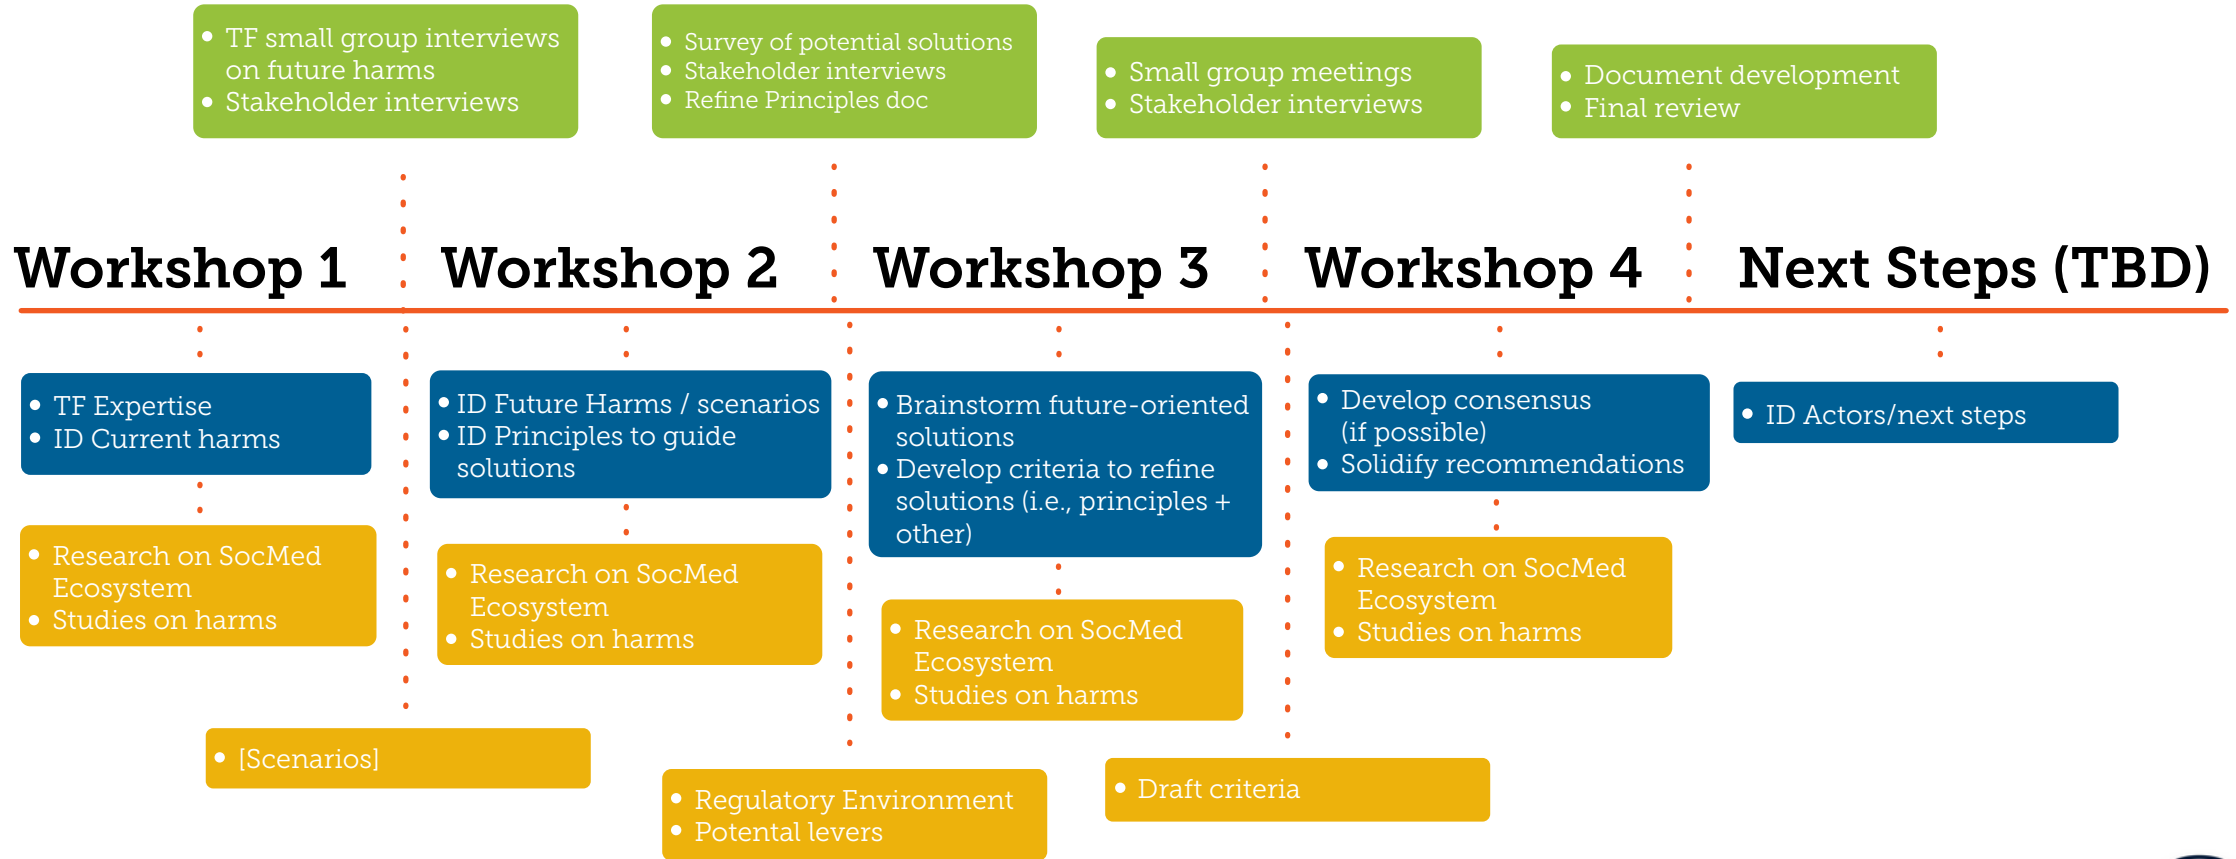 • TF small group interviews
on future harms
• Stakeholder interviews
• Survey of potential solutions
• Stakeholder interviews
• Refine Principles doc
• Small group meetings
• Stakeholder interviews
• Document development
• Final review
Workshop 1
Workshop 2
Workshop 3
Workshop 4
Next Steps (TBD)
• TF Expertise
• ID Current harms
• ID Future Harms / scenarios
• ID Principles to guide
solutions
• Brainstorm future-oriented
solutions
• Develop criteria to refine
solutions (i.e., principles +
other)
• Develop consensus
(if possible)
• Solidify recommendations
• ID Actors/next steps
• Research on SocMed
Ecosystem
• Studies on harms
• Research on SocMed
Ecosystem
• Studies on harms
• Research on SocMed
Ecosystem
• Studies on harms
• Research on SocMed
Ecosystem
• Studies on harms
• [Scenarios]
• Regulatory Environment
• Potental levers
• Draft criteria